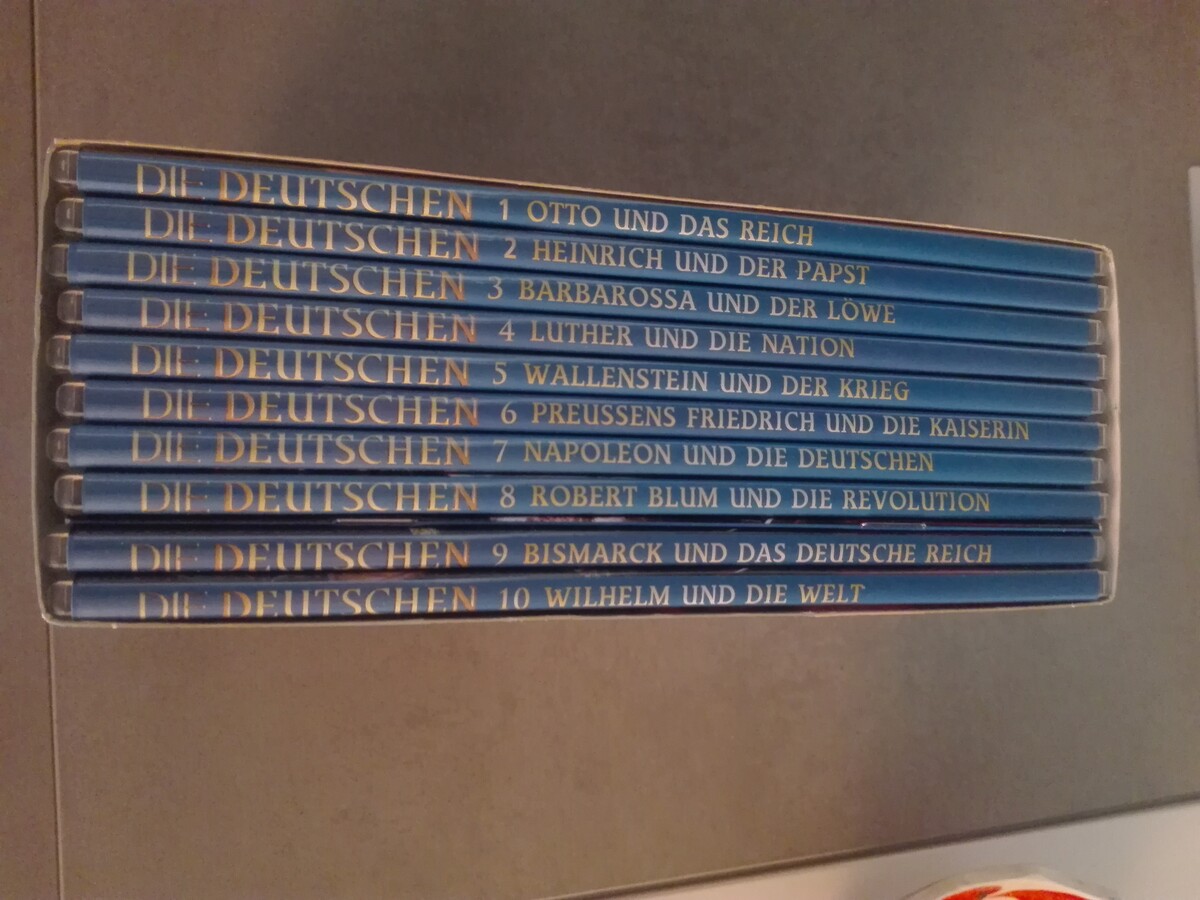 DIE DEUTSCHEN 1 OTTO UND DAS REICH
DIE DEUTSCHEN 2 HEINRICH UND DER PAPST
DIE DEUTSCHEN 3 BARBAROSSA UND DER LÖWE
DIE DEUTSCHEN 4 LUTHER UND DIE NATION
DIE DEUTSCHEN 5 WALLENSTEIN UND DER KRIEG
DIE DEUTSCHEN 6 PREUSSENS FRIEDRICH UND DIE KAISERIN
DIE DEUTSCHEN 7 NAPOLEON UND DIE DEUTSCHEN
DIE DEUTSCHEN 8 ROBERT BLUM UND DIE REVOLUTION
DIE DEUTSCHEN 9 BISMARCK UND DAS DEUTSCHE REICH
DIE DEUTSCHEN 10 WILHELM UND DIE WELT